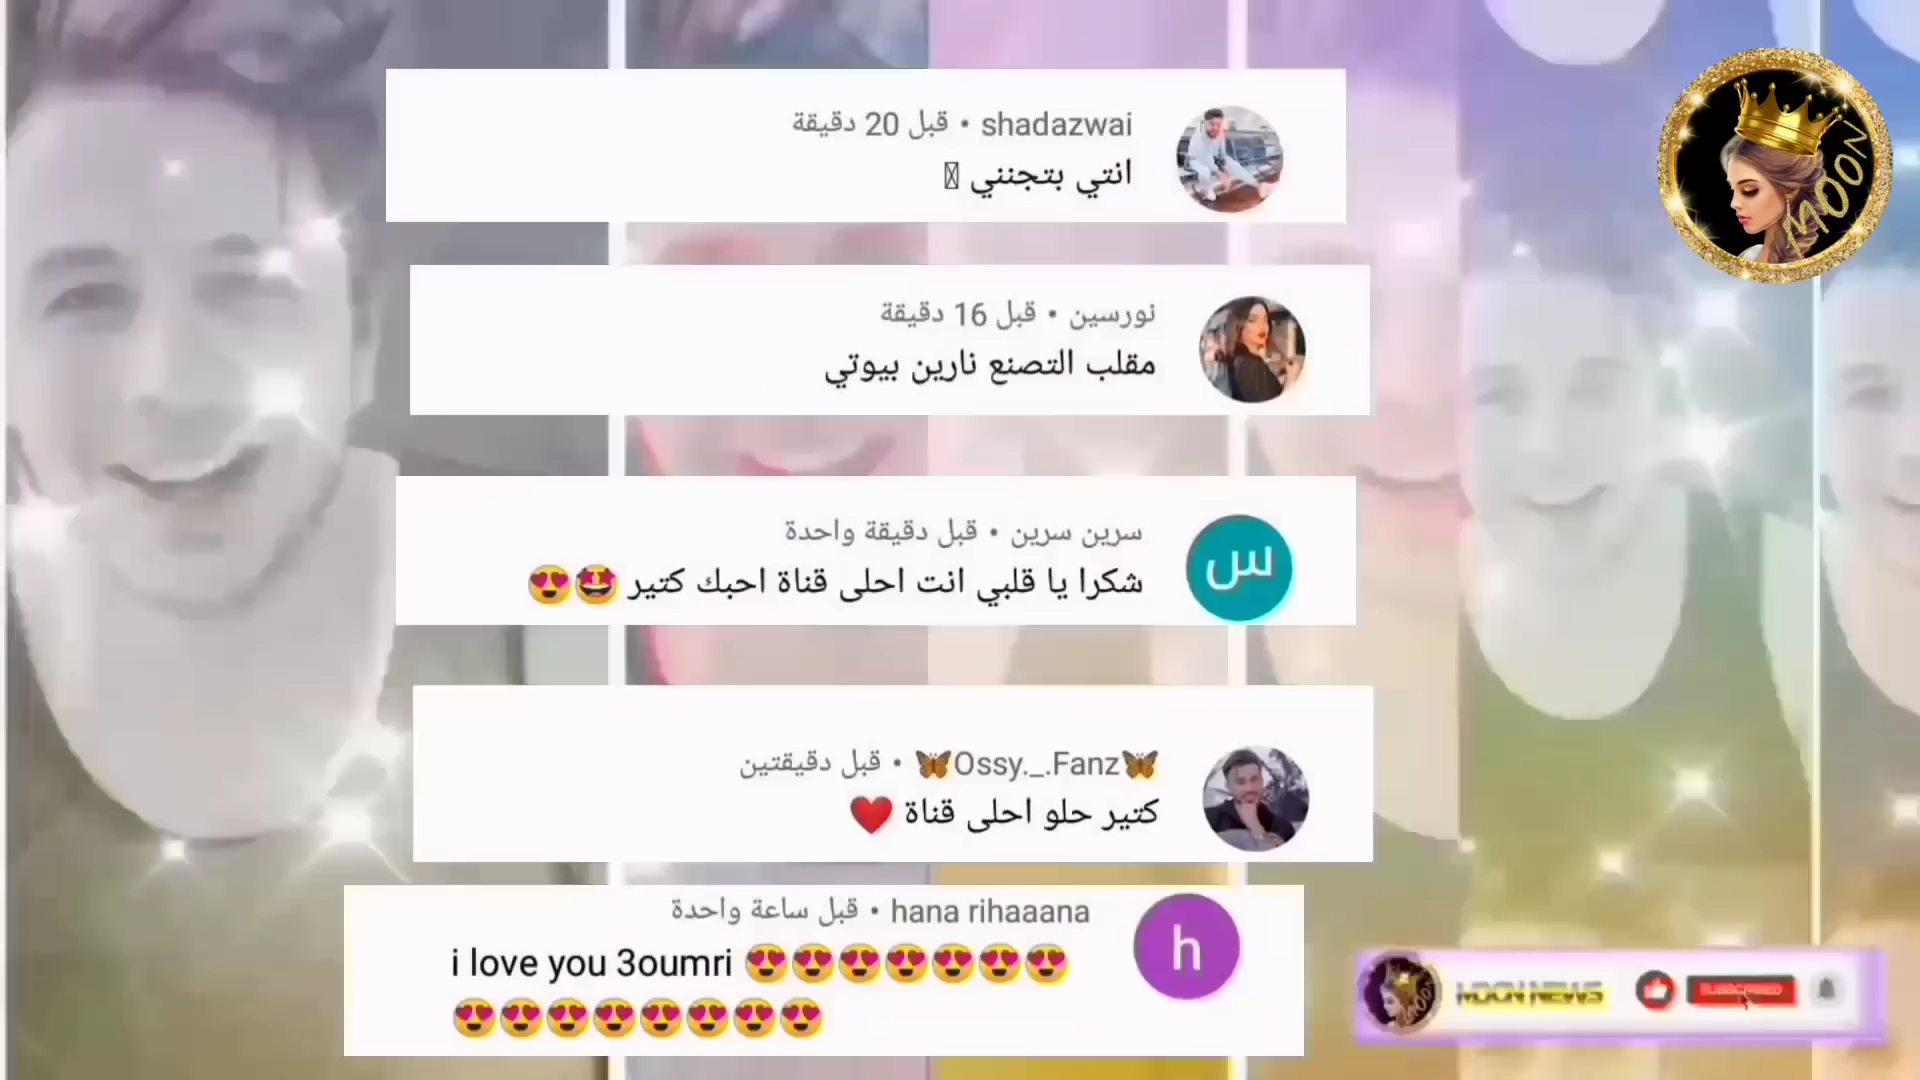 shadazwai • قبل 20 دقيقة
انتي بتجنني
MOON
نورسين • قبل 16 دقيقة
مقلب التصنع نارين بيوتي
سرين سرين • قبل دقيقة واحدة
شكرا يا قلبي انت احلى قناة احبك كتير 🤩😍
س
🦋Ossy._.Fanz🦋 • قبل دقيقتين
كتير حلو احلى قناة ❤️
hana rihaaana • قبل ساعة واحدة
h
i love you 3oumri 😍😍😍😍😍😍😍
😍😍😍😍😍😍😍😍
MOON NEWS
SUBSCRIBED